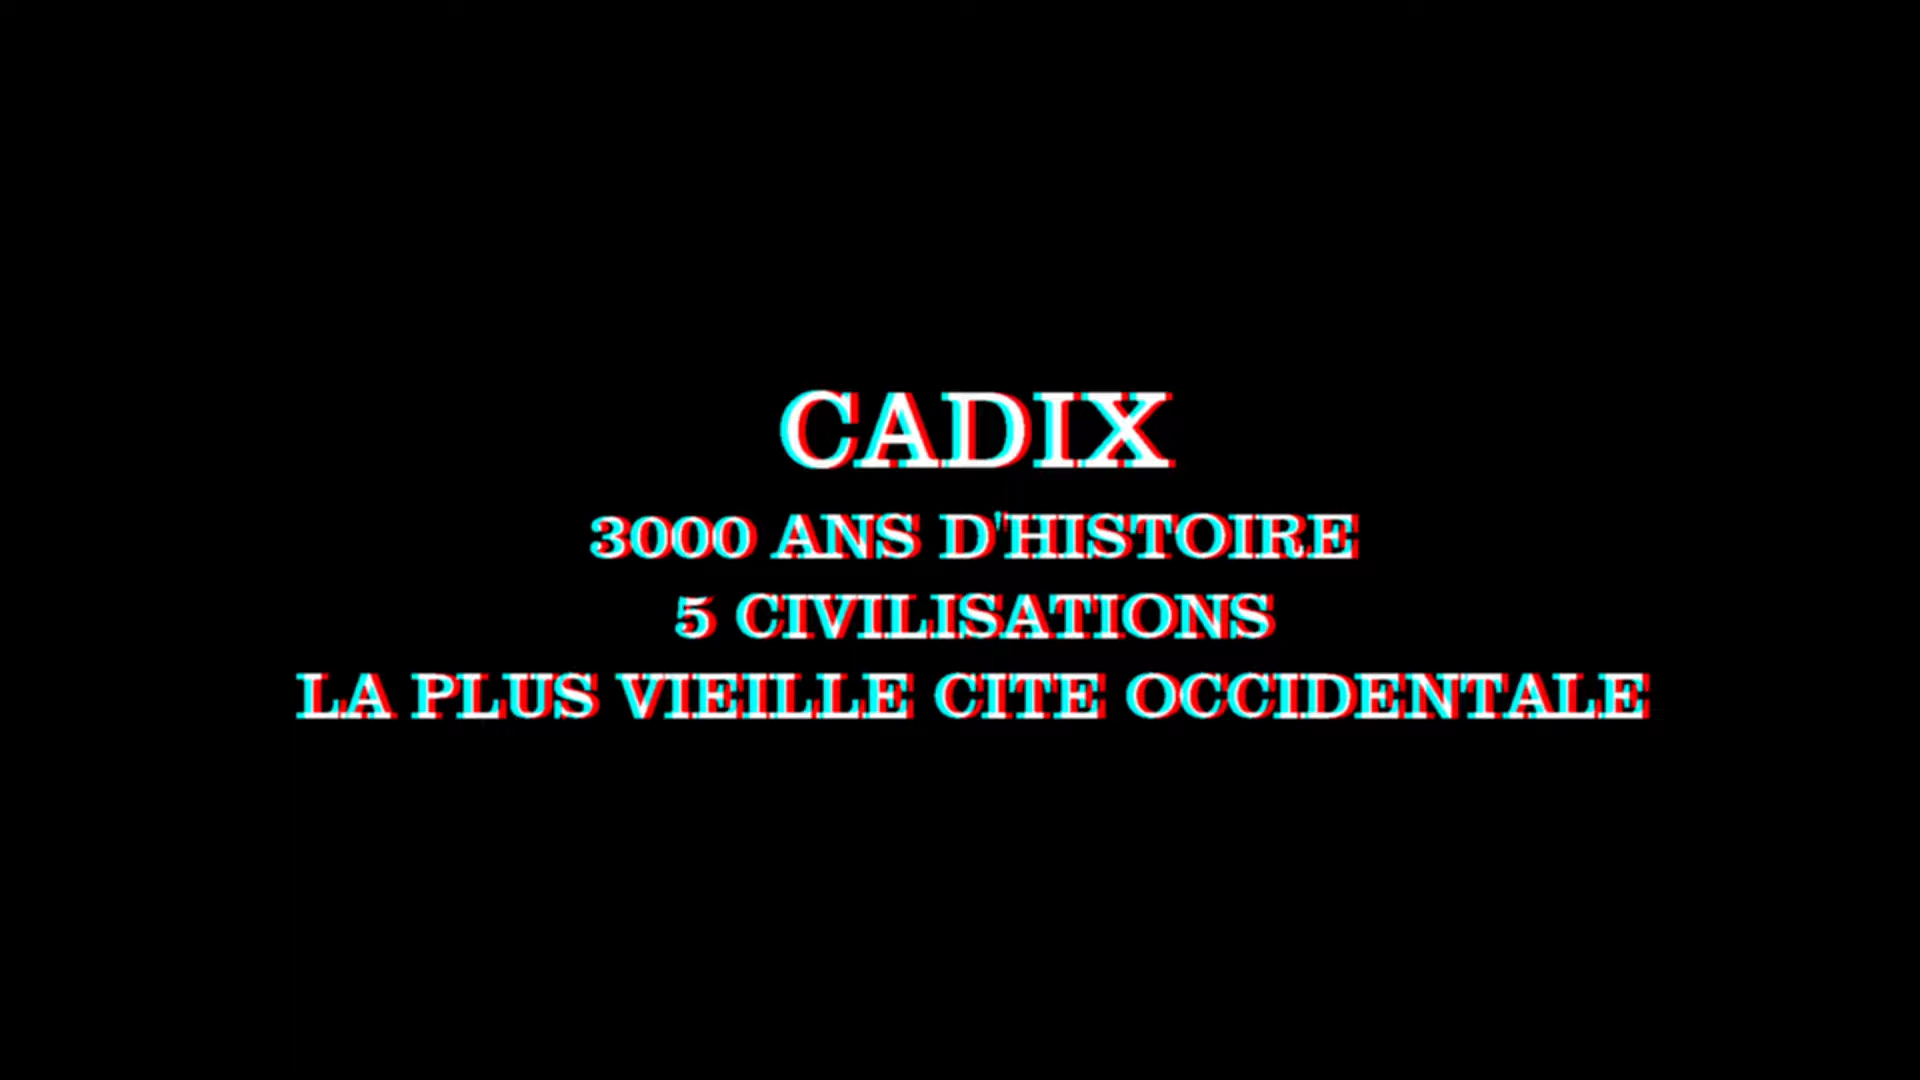 CADIX
3000 ANS D'HISTOIRE
5 CIVILISATIONS
LA PLUS VIEILLE CITE OCCIDENTALE